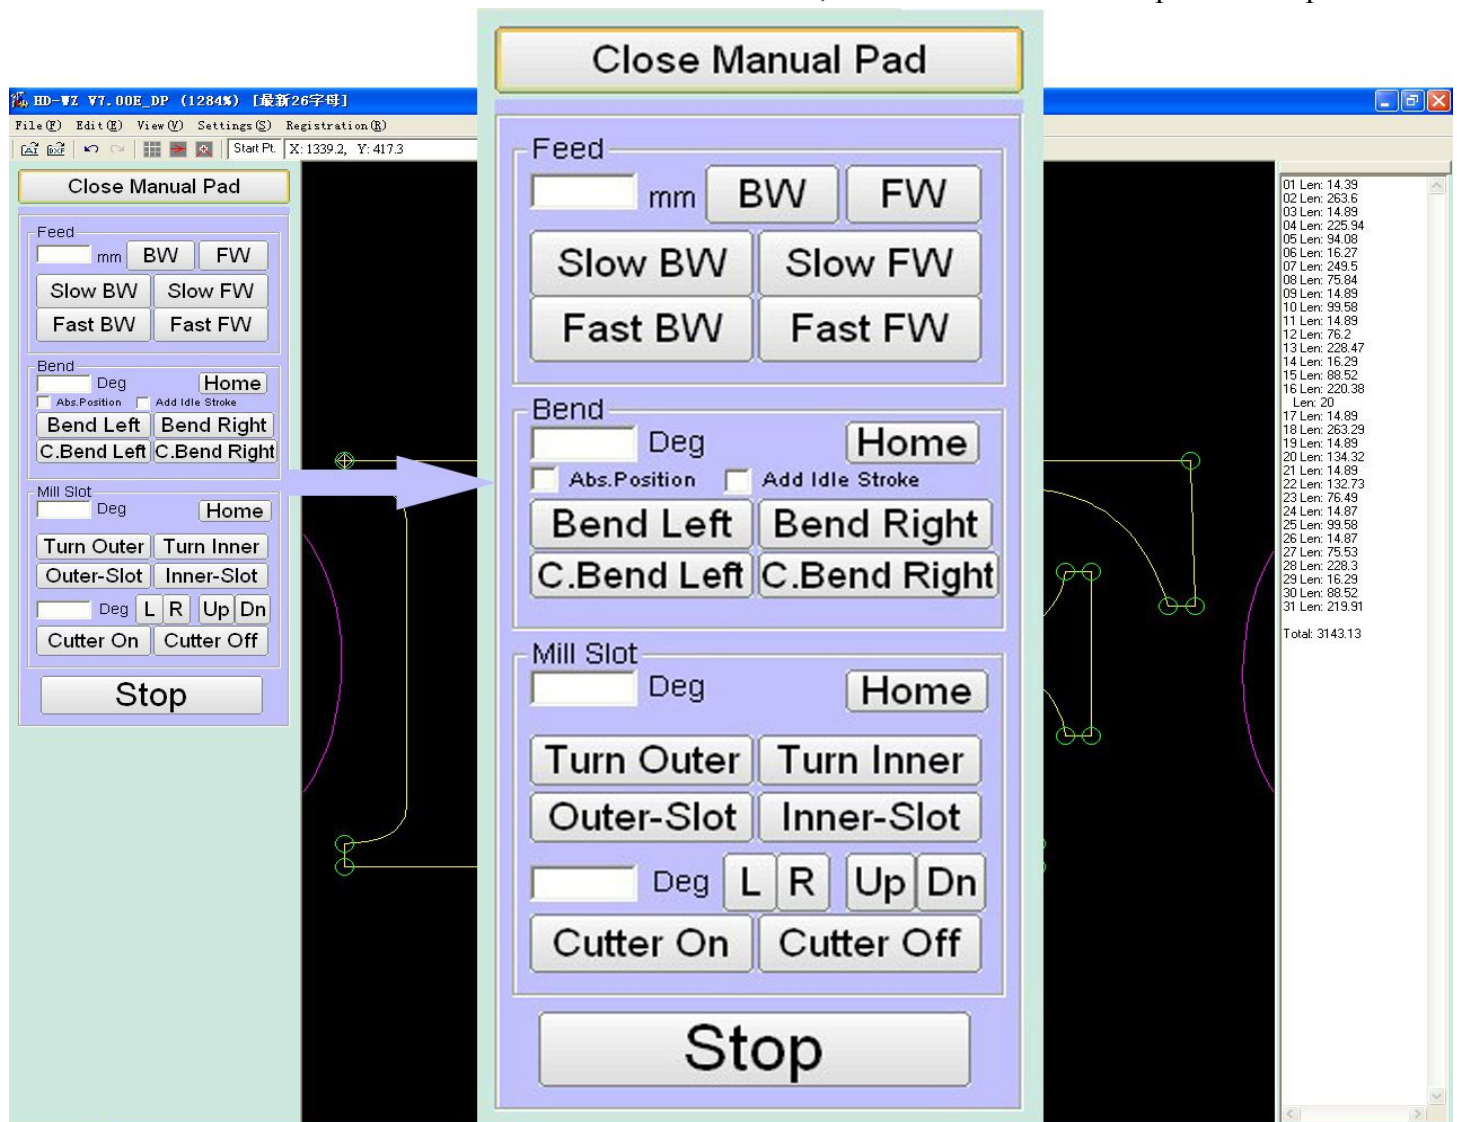 HD-WZ V7.00E_DP (1284%) [最新26字母]
File(F) Edit(E) View(V) Settings(S) Registration(R)
AI DXF Start Pt. X: 1339.2, Y: 417.3
Close Manual Pad
Feed
mm BW FW
Slow BW Slow FW
Fast BW Fast FW
Bend
Deg Home
Abs.Position Add Idle Stroke
Bend Left Bend Right
C.Bend Left C.Bend Right
Mill Slot
Deg Home
Turn Outer Turn Inner
Outer-Slot Inner-Slot
Deg L R Up Dn
Cutter On Cutter Off
Stop
Close Manual Pad
Feed
mm BW FW
Slow BW Slow FW
Fast BW Fast FW
Bend
Deg Home
Abs.Position Add Idle Stroke
Bend Left Bend Right
C.Bend Left C.Bend Right
Mill Slot
Deg Home
Turn Outer Turn Inner
Outer-Slot Inner-Slot
Deg L R Up Dn
Cutter On Cutter Off
Stop
01 Len: 14.39
02 Len: 263.6
03 Len: 14.89
04 Len: 225.94
05 Len: 94.08
06 Len: 16.27
07 Len: 249.5
08 Len: 75.84
09 Len: 14.89
10 Len: 99.58
11 Len: 14.89
12 Len: 76.2
13 Len: 228.47
14 Len: 16.29
15 Len: 88.52
16 Len: 220.38
Len: 20
17 Len: 14.89
18 Len: 263.29
19 Len: 14.89
20 Len: 134.32
21 Len: 14.89
22 Len: 132.73
23 Len: 76.49
24 Len: 14.87
25 Len: 99.58
26 Len: 14.87
27 Len: 75.53
28 Len: 228.3
29 Len: 16.29
30 Len: 88.52
31 Len: 219.91
Total: 3143.13